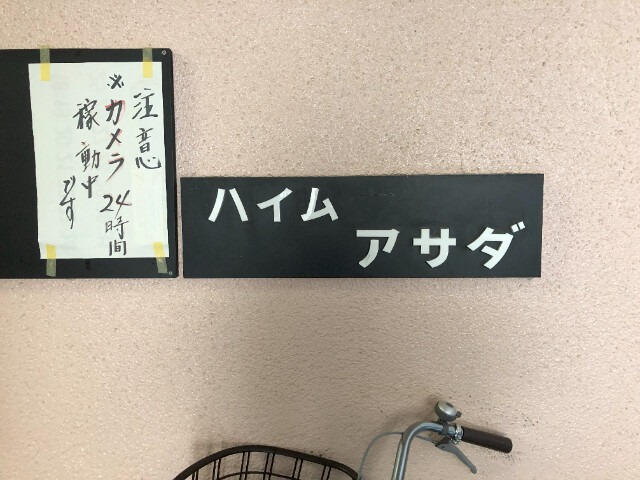 注意
※カメラ24時間
稼動中です
ハイム
アサダ